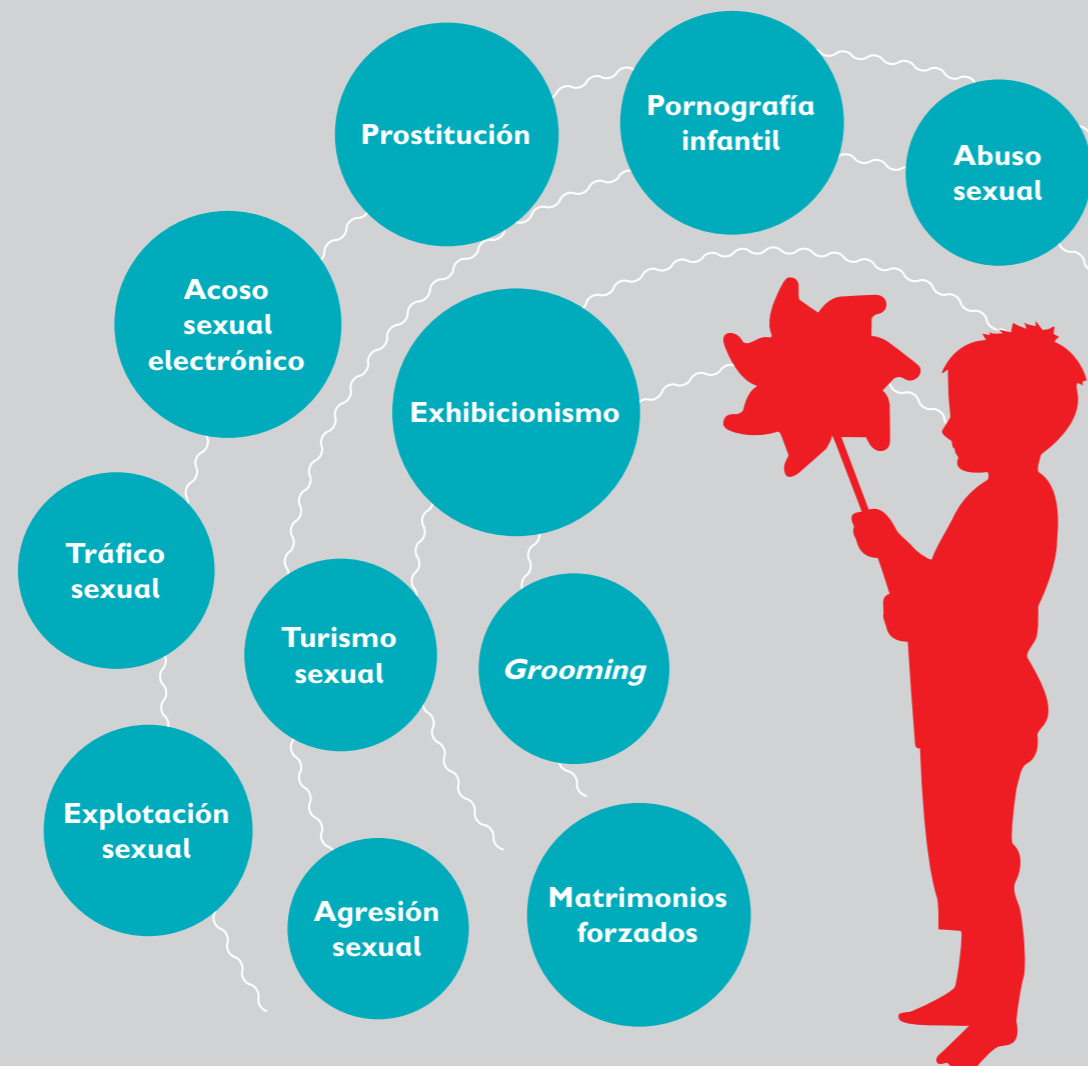 Prostitución
Pornografía
infantil
Abuso
sexual
Acoso
sexual
electrónico
Exhibicionismo
Tráfico
sexual
Turismo
sexual
Grooming
Explotación
sexual
Agresión
sexual
Matrimonios
forzados